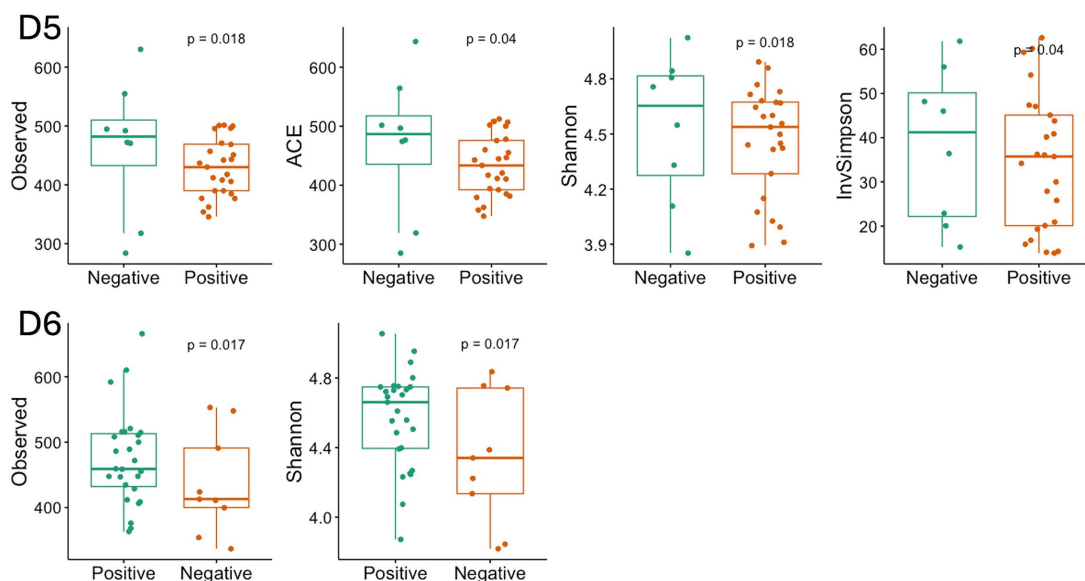 D5
Observed
600
500
400
300
p = 0.018
Negative
Positive
ACE
600
500
400
300
p = 0.04
Negative
Positive
Shannon
4.8
4.5
4.2
3.9
p = 0.018
Negative
Positive
InvSimpson
60
50
40
30
20
p = 0.04
Negative
Positive
D6
Observed
600
500
400
p = 0.017
Positive
Negative
Shannon
4.8
4.4
4.0
p = 0.017
Positive
Negative